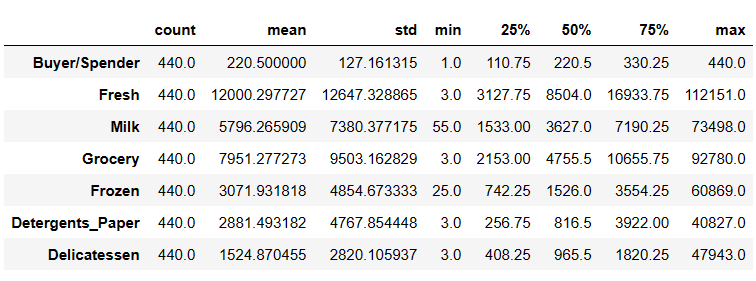 count mean std min 25% 50% 75% max
Buyer/Spender 440.0 220.500000 127.161315 1.0 110.75 220.5 330.25 440.0
Fresh 440.0 12000.297727 12647.328865 3.0 3127.75 8504.0 16933.75 112151.0
Milk 440.0 5796.265909 7380.377175 55.0 1533.00 3627.0 7190.25 73498.0
Grocery 440.0 7951.277273 9503.162829 3.0 2153.00 4755.5 10655.75 92780.0
Frozen 440.0 3071.931818 4854.673333 25.0 742.25 1526.0 3554.25 60869.0
Detergents_Paper 440.0 2881.493182 4767.854448 3.0 256.75 816.5 3922.00 40827.0
Delicatessen 440.0 1524.870455 2820.105937 3.0 408.25 965.5 1820.25 47943.0